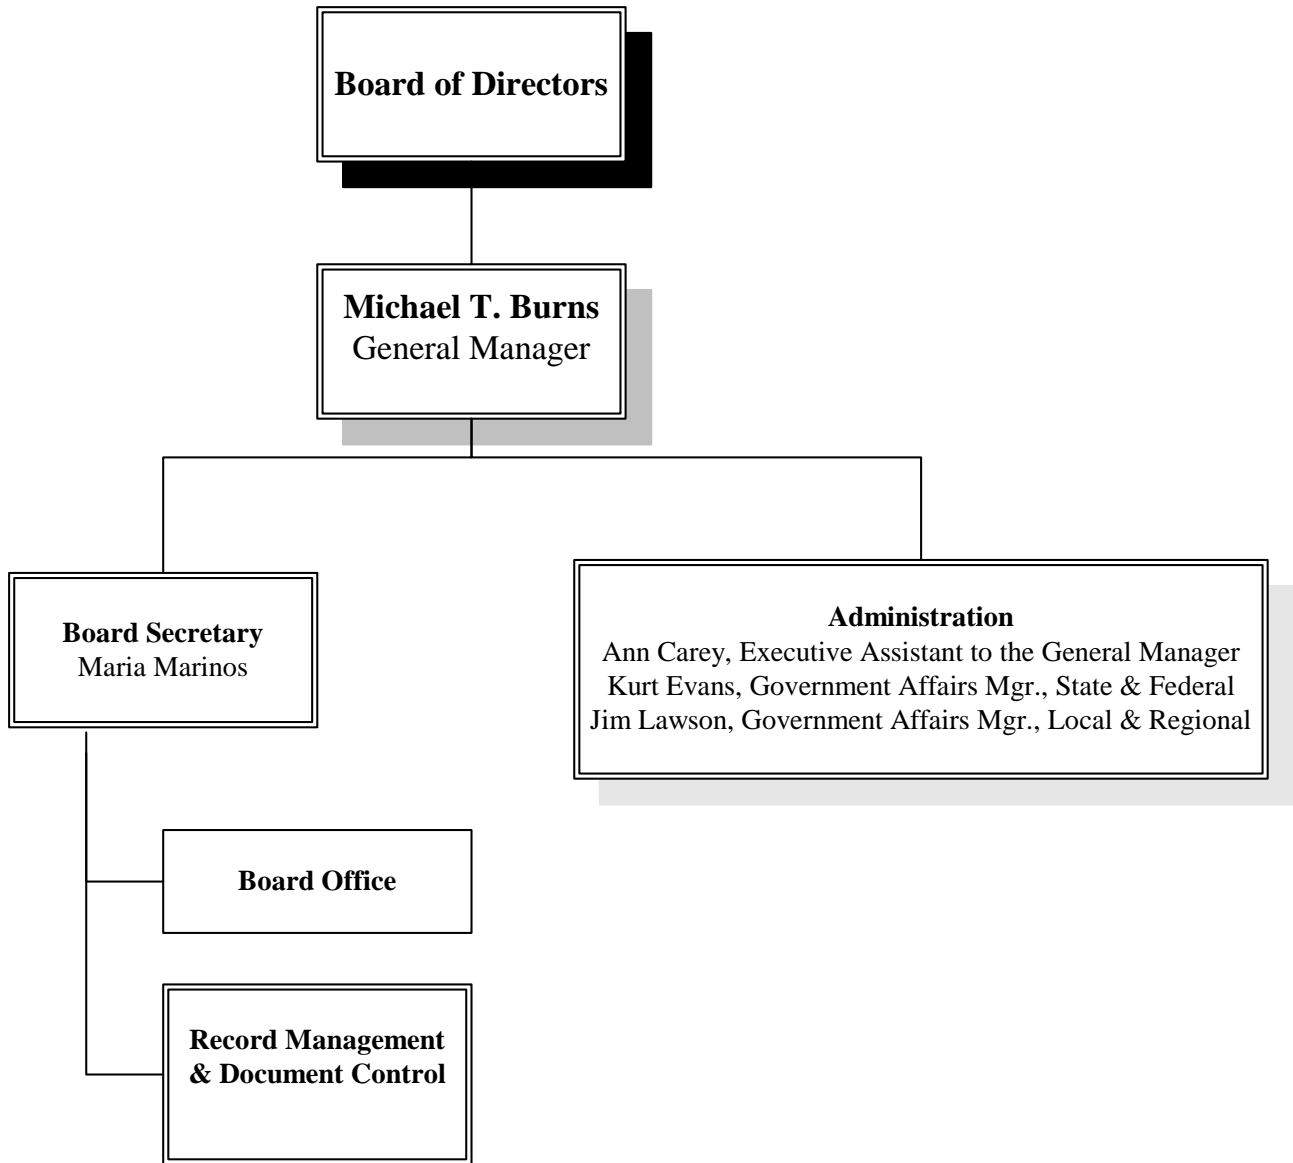 Board of Directors
Michael T. Burns
General Manager
Board Secretary
Maria Marinos
Administration
Ann Carey, Executive Assistant to the General Manager
Kurt Evans, Government Affairs Mgr., State & Federal
Jim Lawson, Government Affairs Mgr., Local & Regional
Board Office
Record Management
& Document Control